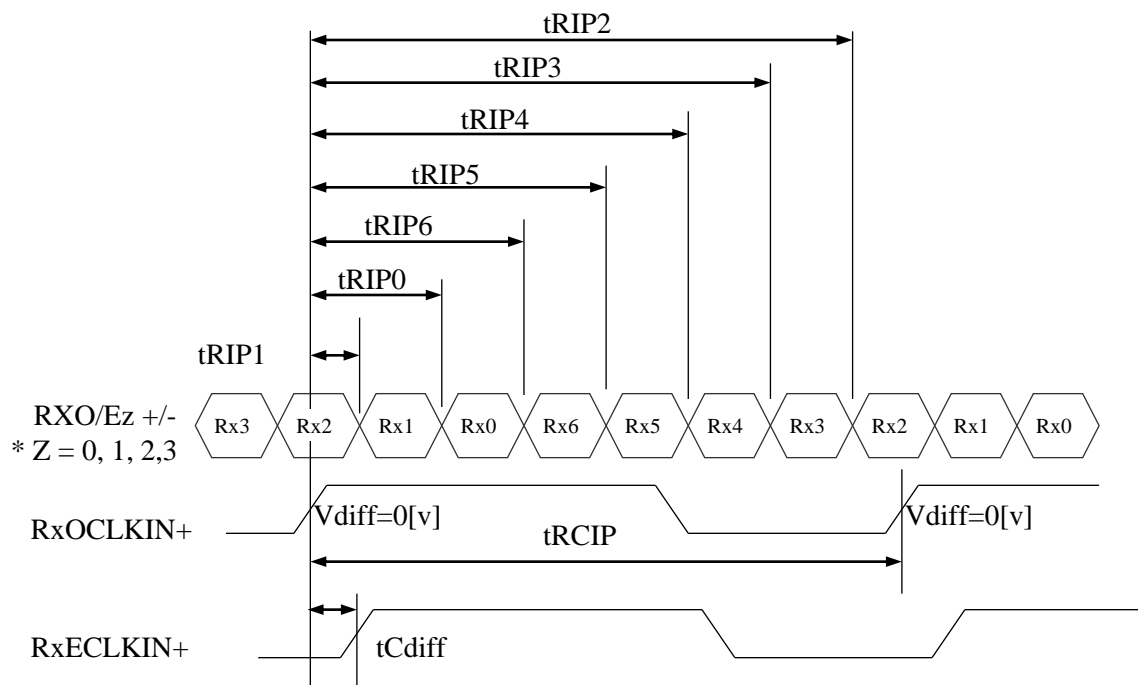 tRIP2
tRIP3
tRIP4
tRIP5
tRIP6
tRIP0
tRIP1
RXO/Ez +/-
* Z = 0, 1, 2,3
Rx3 Rx2 Rx1 Rx0 Rx6 Rx5 Rx4 Rx3 Rx2 Rx1 Rx0
RxOCLKIN+
Vdiff=0[v] Vdiff=0[v]
tRCIP
RxECLKIN+
tCdiff